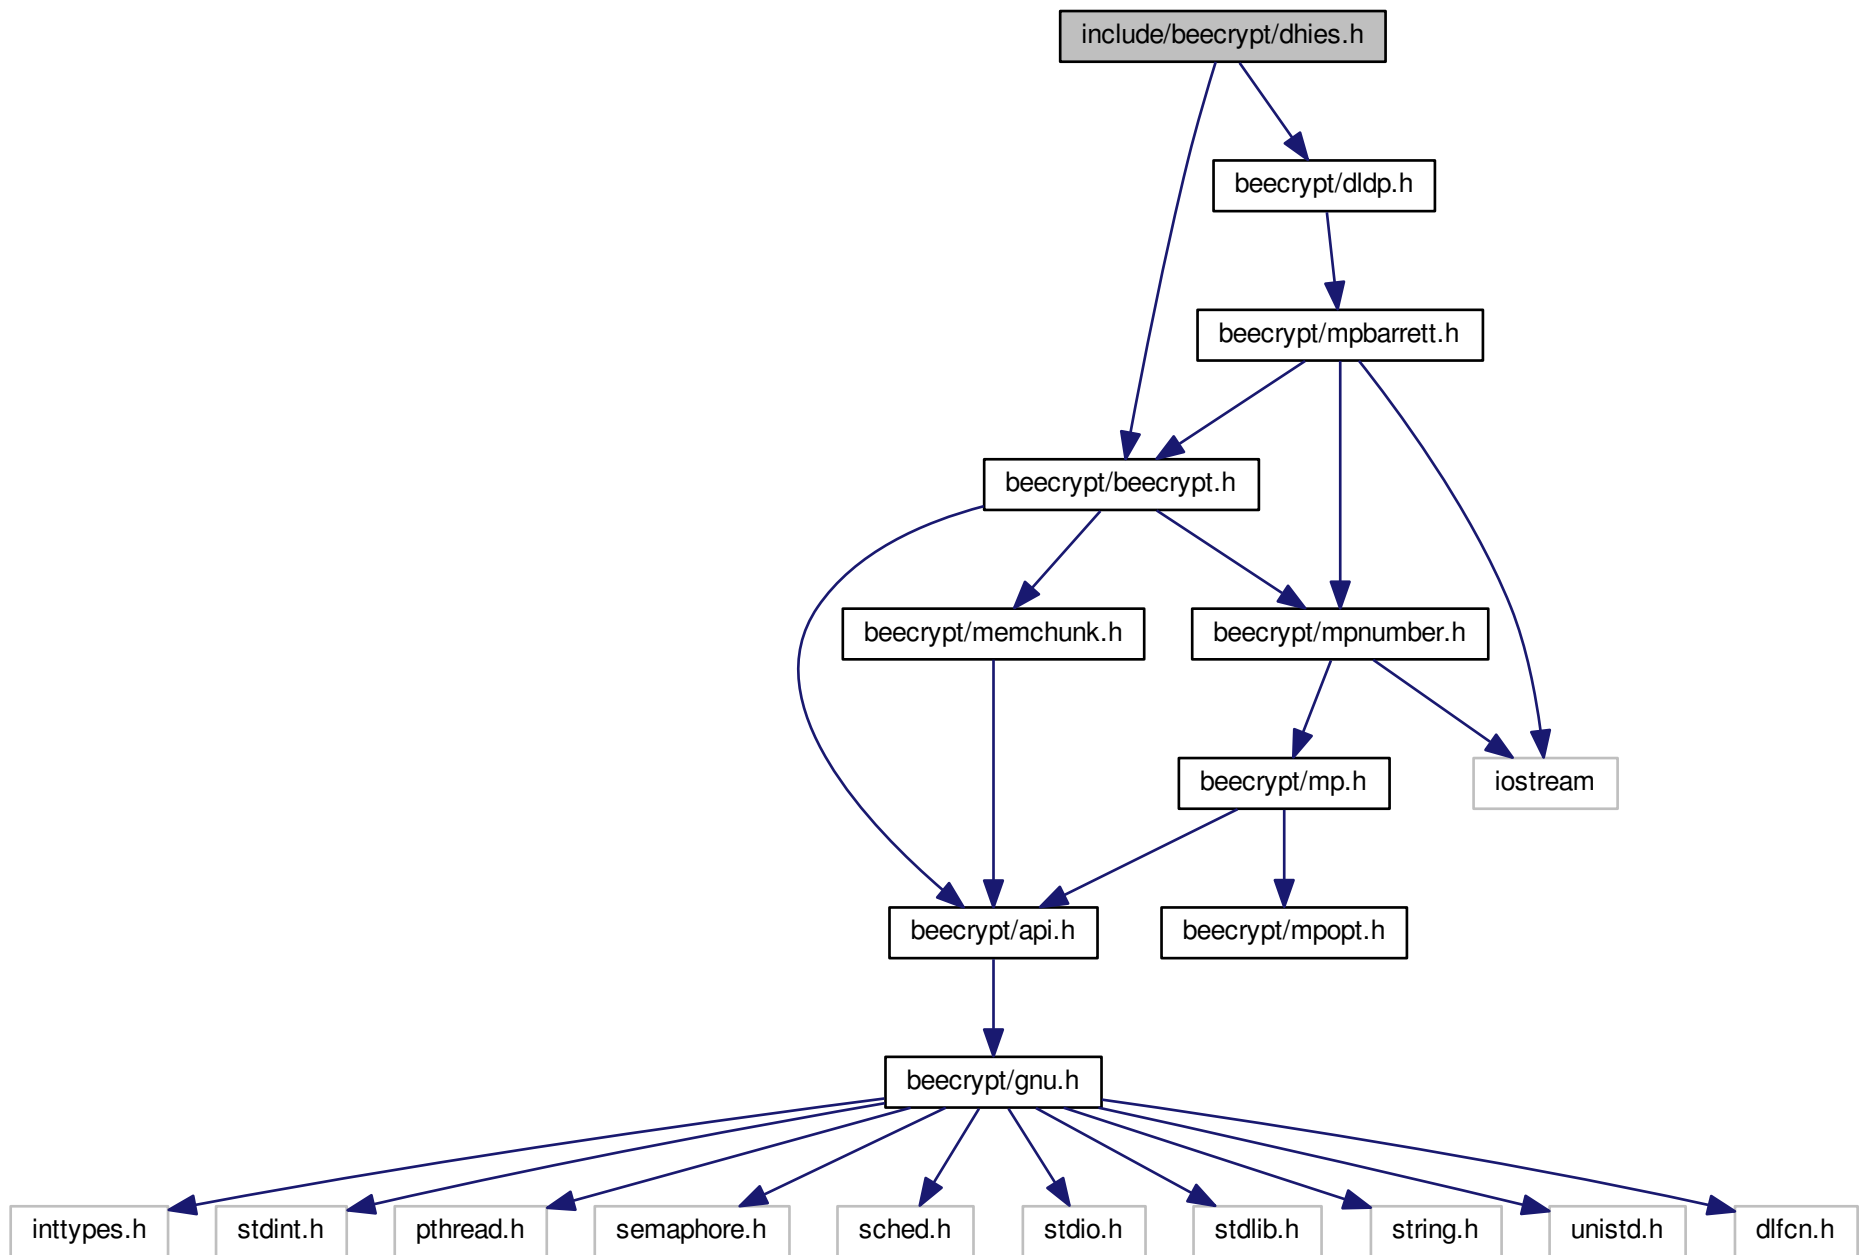 include/beecrypt/dhies.h
beecrypt/dldp.h
beecrypt/mpbarrett.h
beecrypt/beecrypt.h
beecrypt/memchunk.h
beecrypt/mpnumber.h
beecrypt/mp.h
iostream
beecrypt/api.h
beecrypt/mpopt.h
beecrypt/gnu.h
inttypes.h
stdint.h
pthread.h
semaphore.h
sched.h
stdio.h
stdlib.h
string.h
unistd.h
dlfcn.h